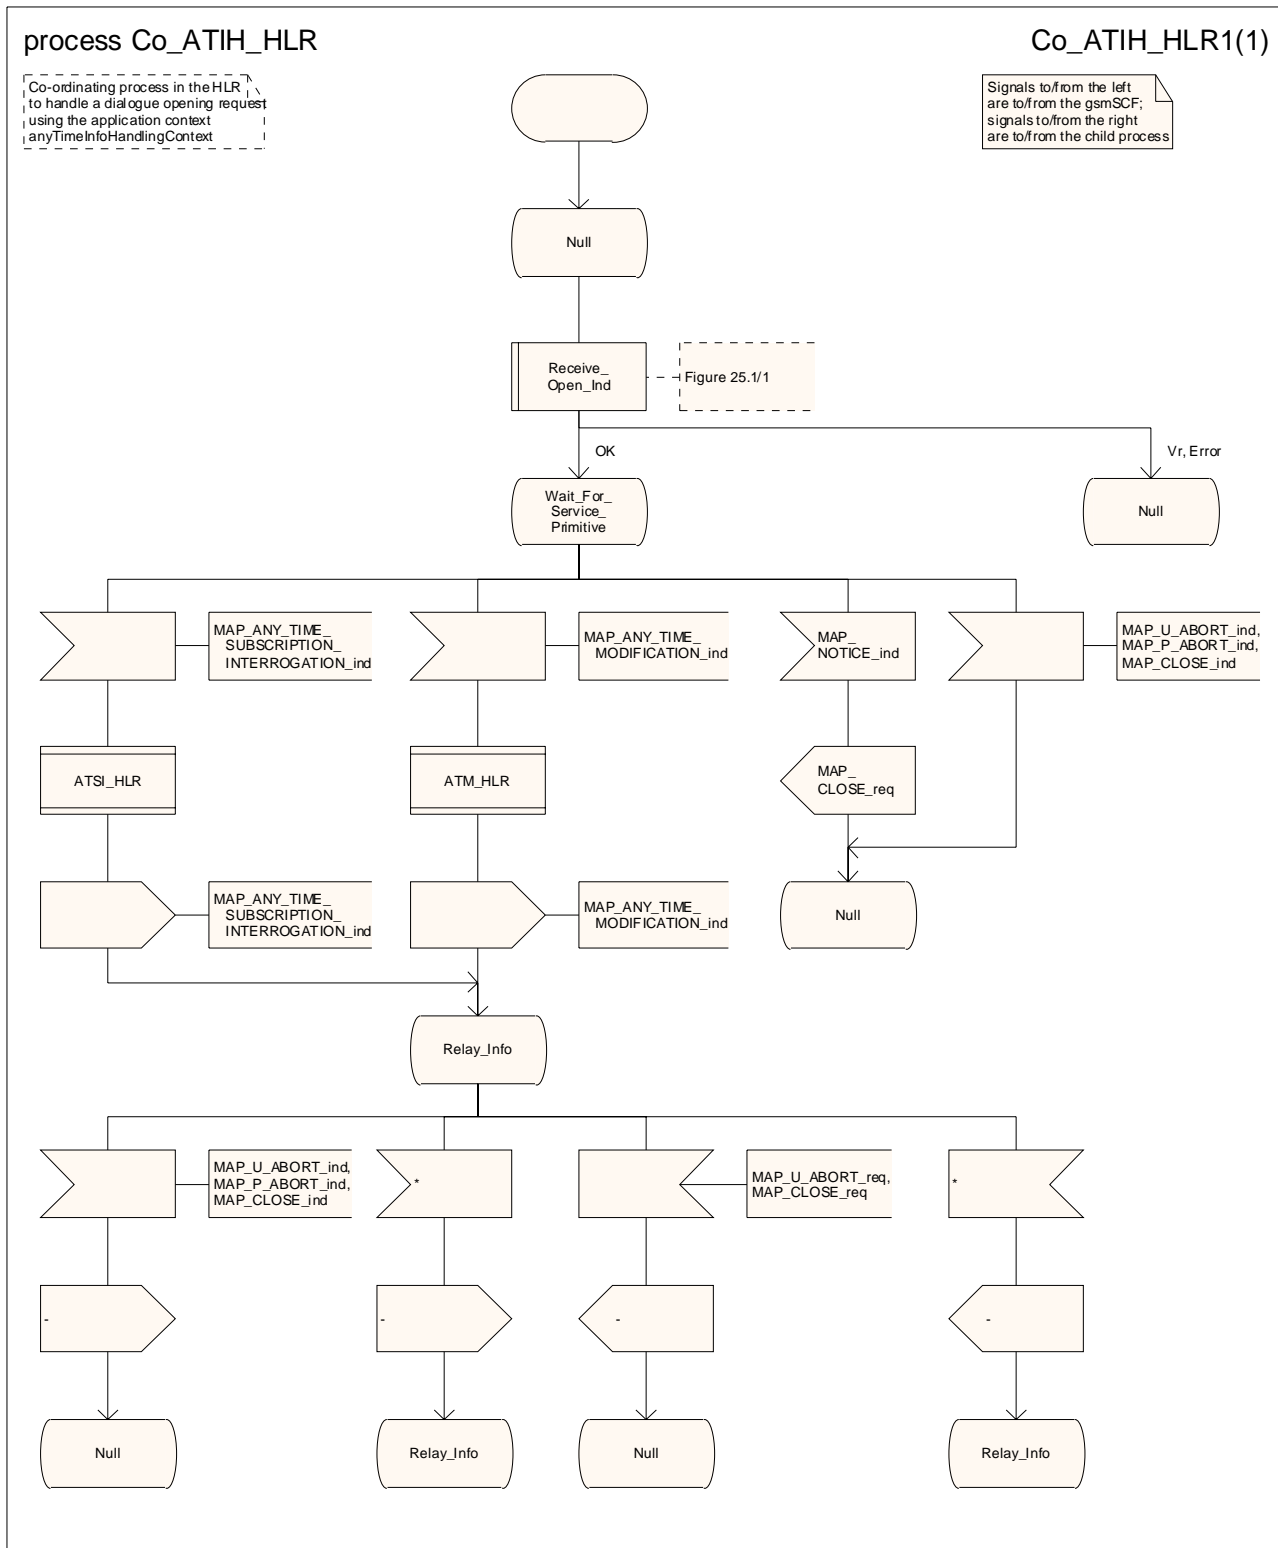 process Co_ATIH_HLR
Co_ATIH_HLR1(1)
Co-ordinating process in the HLR
to handle a dialogue opening request
using the application context
anyTimeInfoHandlingContext
Signals to/from the left
are to/from the gsmSCF;
signals to/from the right
are to/from the child process
Null
Receive_
Open_Ind
Figure 25.1/1
OK
Vr, Error
Wait_For_
Service_
Primitive
Null
MAP_ANY_TIME_
SUBSCRIPTION_
INTERROGATION_ind
MAP_ANY_TIME_
MODIFICATION_ind
MAP_
NOTICE_ind
MAP_U_ABORT_ind,
MAP_P_ABORT_ind,
MAP_CLOSE_ind
ATSI_HLR
ATM_HLR
MAP_
CLOSE_req
MAP_ANY_TIME_
SUBSCRIPTION_
INTERROGATION_ind
MAP_ANY_TIME_
MODIFICATION_ind
Null
Relay_Info
MAP_U_ABORT_ind,
MAP_P_ABORT_ind,
MAP_CLOSE_ind
*
MAP_U_ABORT_req,
MAP_CLOSE_req
*
-
-
-
-
Null
Relay_Info
Null
Relay_Info